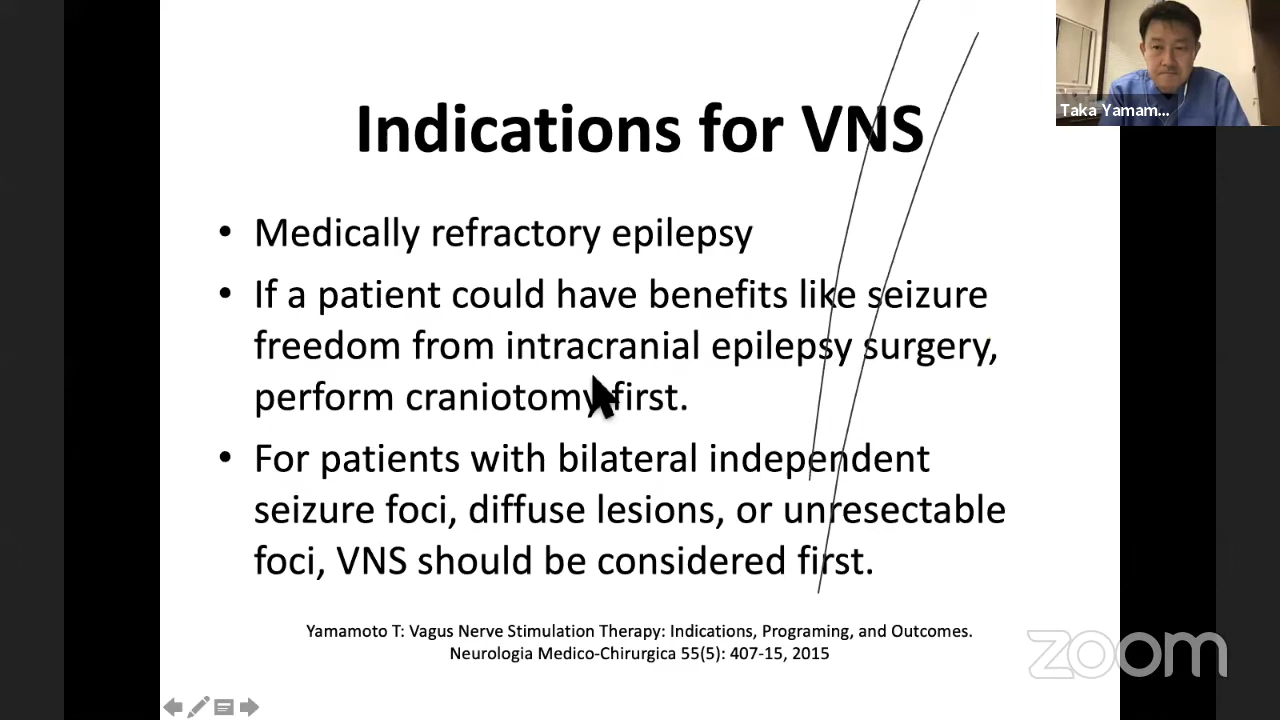 Taka Yamam...
Indications for VNS
• Medically refractory epilepsy
• If a patient could have benefits like seizure
freedom from intracranial epilepsy surgery,
perform craniotomy first.
• For patients with bilateral independent
seizure foci, diffuse lesions, or unresectable
foci, VNS should be considered first.
Yamamoto T: Vagus Nerve Stimulation Therapy: Indications, Programing, and Outcomes.
Neurologia Medico-Chirurgica 55(5): 407-15, 2015
zoom